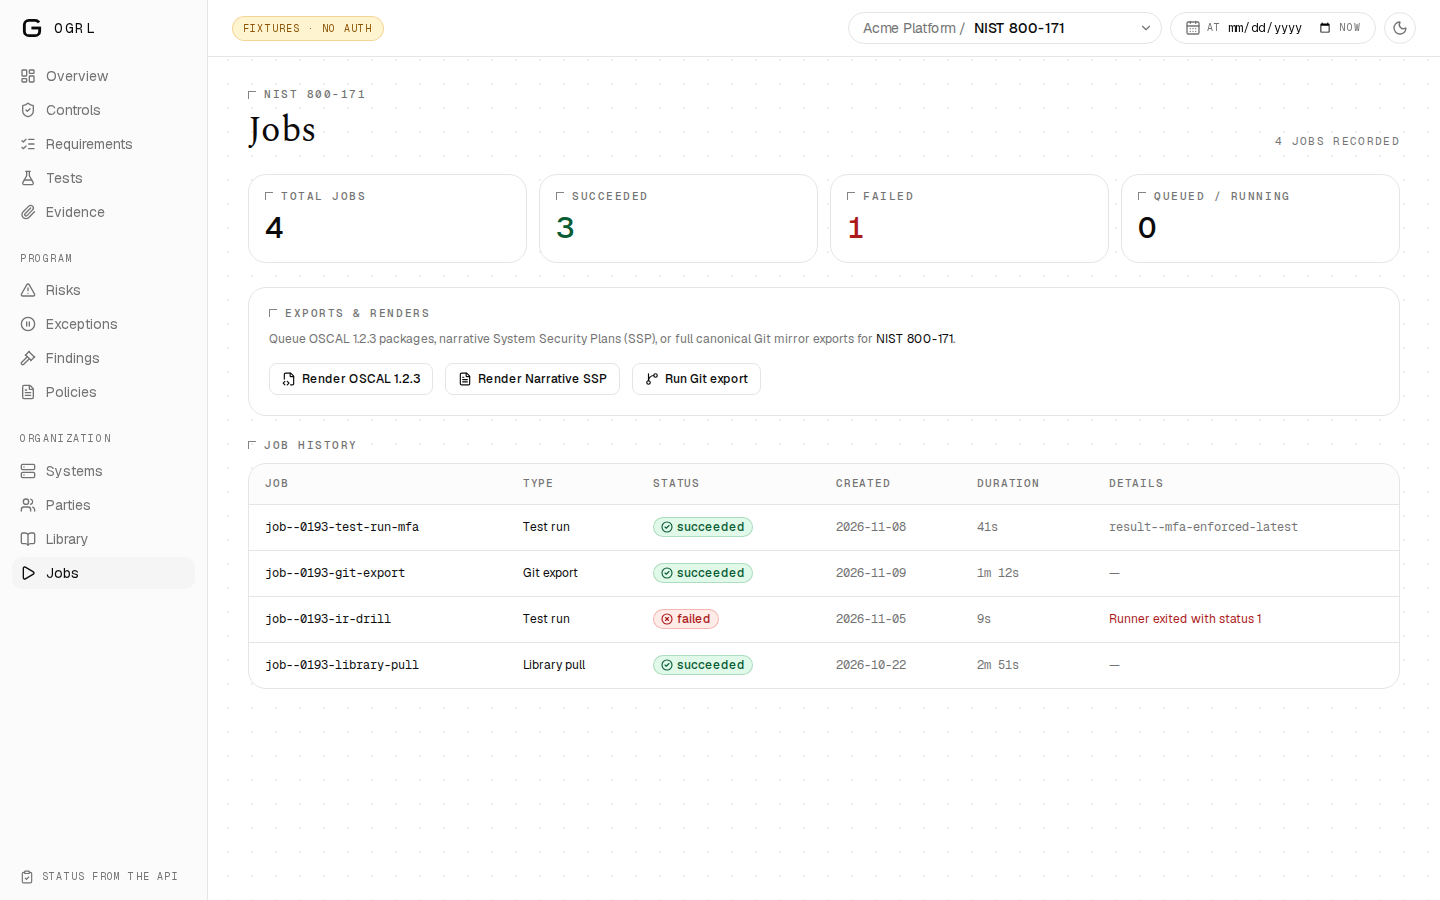 OGRL
FIXTURES · NO AUTH
Acme Platform / NIST 800-171
AT mm/dd/yyyy NOW
Overview
Controls
Requirements
Tests
Evidence
PROGRAM
Risks
Exceptions
Findings
Policies
ORGANIZATION
Systems
Parties
Library
Jobs
STATUS FROM THE API
NIST 800-171
Jobs
4 JOBS RECORDED
TOTAL JOBS
4
SUCCEEDED
3
FAILED
1
QUEUED / RUNNING
0
EXPORTS & RENDERS
Queue OSCAL 1.2.3 packages, narrative System Security Plans (SSP), or full canonical Git mirror exports for NIST 800-171.
Render OSCAL 1.2.3
Render Narrative SSP
Run Git export
JOB HISTORY
JOB TYPE STATUS CREATED DURATION DETAILS
job--0193-test-run-mfa Test run succeeded 2026-11-08 41s result--mfa-enforced-latest
job--0193-git-export Git export succeeded 2026-11-09 1m 12s —
job--0193-ir-drill Test run failed 2026-11-05 9s Runner exited with status 1
job--0193-library-pull Library pull succeeded 2026-10-22 2m 51s —